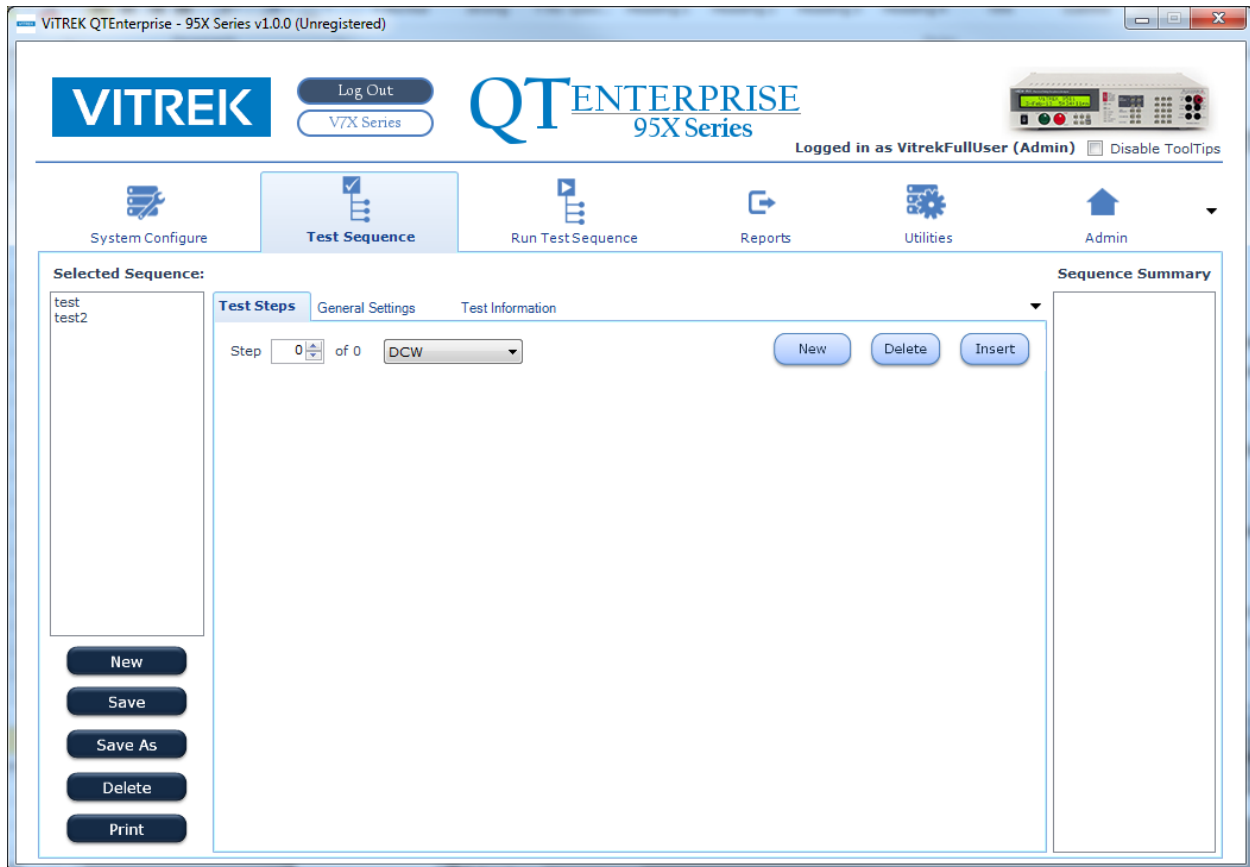 ViTREK QTEnterprise - 95X Series v1.0.0 (Unregistered)
VITREK
Log Out
V7X Series
QTENTERPRISE
95X Series
Logged in as VitrekFullUser (Admin) Disable ToolTips
System Configure Test Sequence Run Test Sequence Reports Utilities Admin
Selected Sequence: Sequence Summary
test
test2
Test Steps General Settings Test Information
Step 0 of 0 DCW New Delete Insert
New
Save
Save As
Delete
Print